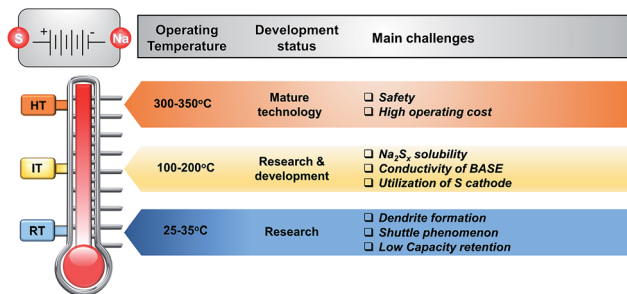 S + - Na
Operating Temperature
Development status
Main challenges
HT
300-350°C
Mature technology
❑ Safety
❑ High operating cost
IT
100-200°C
Research & development
❑ Na₂Sₓ solubility
❑ Conductivity of BASE
❑ Utilization of S cathode
RT
25-35°C
Research
❑ Dendrite formation
❑ Shuttle phenomenon
❑ Low Capacity retention